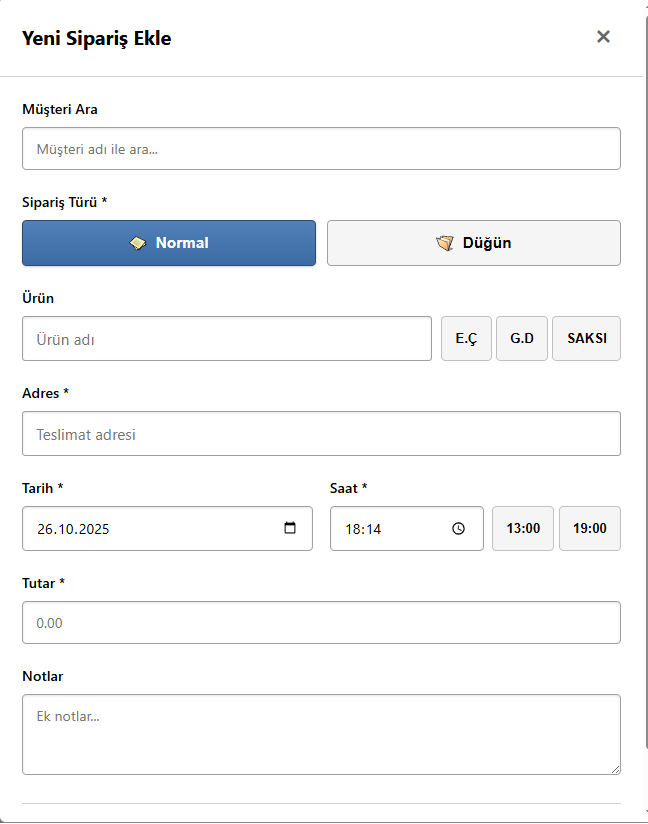 Yeni Sipariş Ekle
Müşteri Ara
Müşteri adı ile ara...
Sipariş Türü *
Normal Düğün
Ürün
Ürün adı E.Ç G.D SAKSI
Adres *
Teslimat adresi
Tarih * Saat *
26.10.2025 18:14 13:00 19:00
Tutar *
0.00
Notlar
Ek notlar...